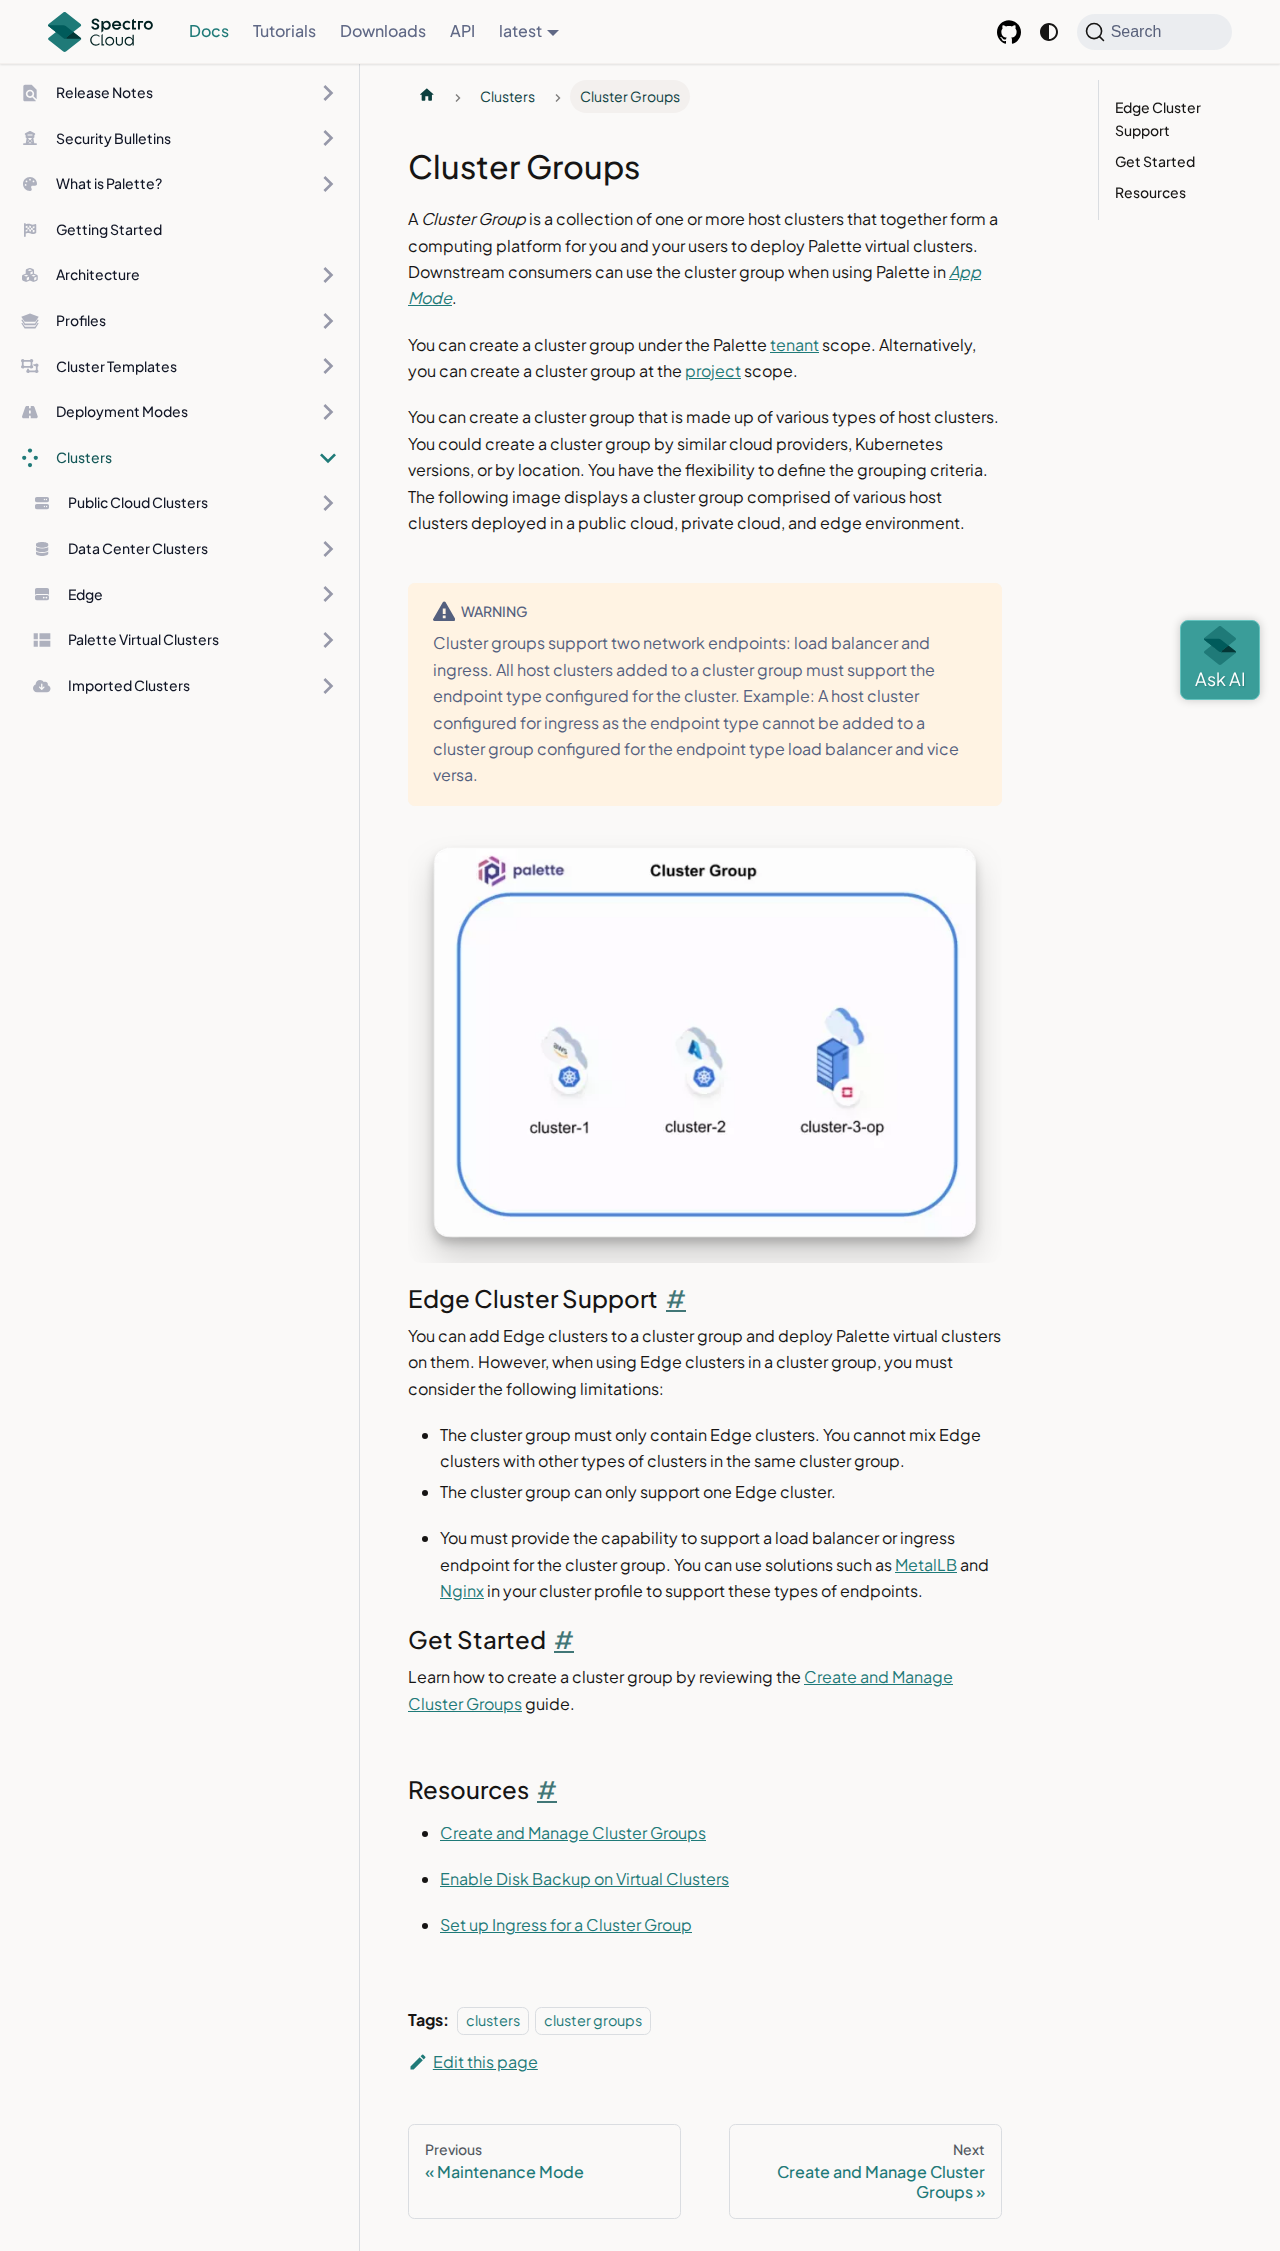 Spectro
Cloud
Docs
Tutorials
Downloads
API
latest
Search
Release Notes
Security Bulletins
What is Palette?
Getting Started
Architecture
Profiles
Cluster Templates
Deployment Modes
Clusters
Public Cloud Clusters
Data Center Clusters
Edge
Palette Virtual Clusters
Imported Clusters
Clusters
Cluster Groups
Cluster Groups
A Cluster Group is a collection of one or more host clusters that together form a
computing platform for you and your users to deploy Palette virtual clusters.
Downstream consumers can use the cluster group when using Palette in App
Mode.
You can create a cluster group under the Palette tenant scope. Alternatively,
you can create a cluster group at the project scope.
You can create a cluster group that is made up of various types of host clusters.
You could create a cluster group by similar cloud providers, Kubernetes
versions, or by location. You have the flexibility to define the grouping criteria.
The following image displays a cluster group comprised of various host
clusters deployed in a public cloud, private cloud, and edge environment.
WARNING
Cluster groups support two network endpoints: load balancer and
ingress. All host clusters added to a cluster group must support the
endpoint type configured for the cluster. Example: A host cluster
configured for ingress as the endpoint type cannot be added to a
cluster group configured for the endpoint type load balancer and vice
versa.
palette
Cluster Group
aws
cluster-1
cluster-2
cluster-3-op
Edge Cluster Support #
You can add Edge clusters to a cluster group and deploy Palette virtual clusters
on them. However, when using Edge clusters in a cluster group, you must
consider the following limitations:
The cluster group must only contain Edge clusters. You cannot mix Edge
clusters with other types of clusters in the same cluster group.
The cluster group can only support one Edge cluster.
You must provide the capability to support a load balancer or ingress
endpoint for the cluster group. You can use solutions such as MetalLB and
Nginx in your cluster profile to support these types of endpoints.
Get Started #
Learn how to create a cluster group by reviewing the Create and Manage
Cluster Groups guide.
Resources #
Create and Manage Cluster Groups
Enable Disk Backup on Virtual Clusters
Set up Ingress for a Cluster Group
Tags: clusters cluster groups
Edit this page
Previous
« Maintenance Mode
Next
Create and Manage Cluster
Groups »
Edge Cluster
Support
Get Started
Resources
Ask AI